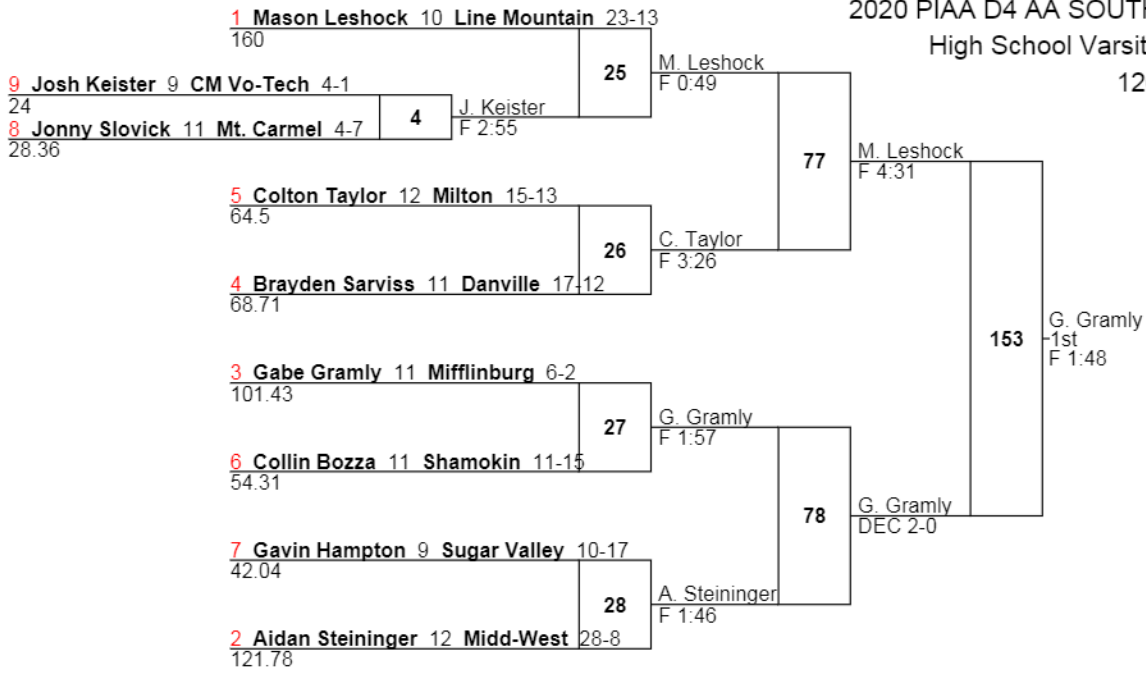 2020 PIAA D4 AA SOUTH
High School Varsit
12
1 Mason Leshock 10 Line Mountain 23-13
160
9 Josh Keister 9 CM Vo-Tech 4-1
24
8 Jonny Slovick 11 Mt. Carmel 4-7
28.36
4
J. Keister
F 2:55
25
M. Leshock
F 0:49
5 Colton Taylor 12 Milton 15-13
64.5
4 Brayden Sarviss 11 Danville 17-12
68.71
26
C. Taylor
F 3:26
77
M. Leshock
F 4:31
3 Gabe Gramly 11 Mifflinburg 6-2
101.43
6 Collin Bozza 11 Shamokin 11-15
54.31
27
G. Gramly
F 1:57
7 Gavin Hampton 9 Sugar Valley 10-17
42.04
2 Aidan Steininger 12 Midd-West 28-8
121.78
28
A. Steininger
F 1:46
78
G. Gramly
DEC 2-0
153
G. Gramly
1st
F 1:48